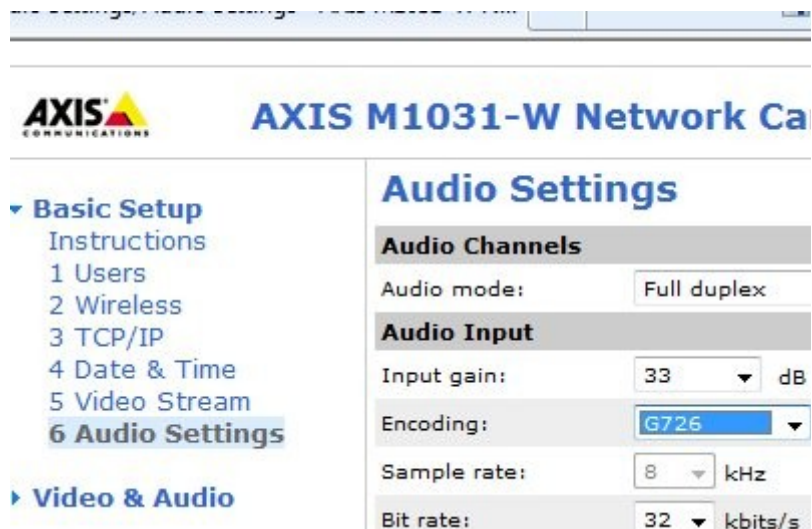 AXIS
COMMUNICATIONS
AXIS M1031-W Network Ca
Basic Setup
Instructions
1 Users
2 Wireless
3 TCP/IP
4 Date & Time
5 Video Stream
6 Audio Settings
Video & Audio
Audio Settings
Audio Channels
Audio mode: Full duplex
Audio Input
Input gain: 33 dB
Encoding: G726
Sample rate: 8 kHz
Bit rate: 32 kbits/s